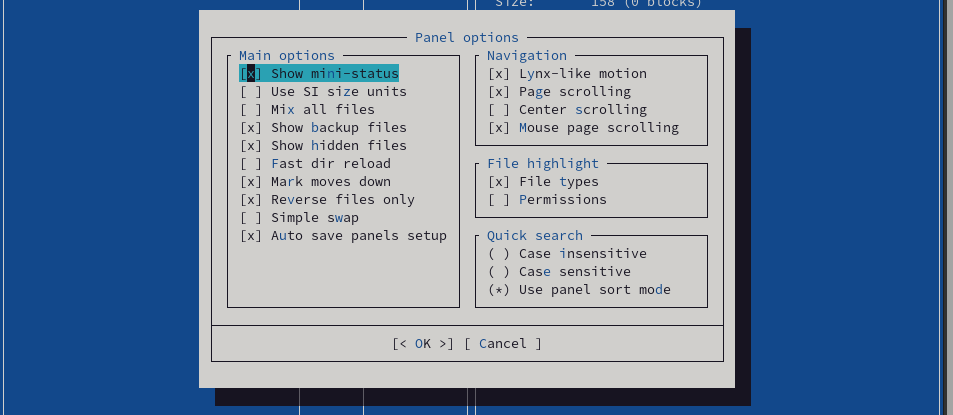 Size: 158 (0 blocks)
Panel options
Main options
[x] Show mini-status
[ ] Use SI size units
[ ] Mix all files
[x] Show backup files
[x] Show hidden files
[ ] Fast dir reload
[x] Mark moves down
[x] Reverse files only
[ ] Simple swap
[x] Auto save panels setup
Navigation
[x] Lynx-like motion
[x] Page scrolling
[ ] Center scrolling
[x] Mouse page scrolling
File highlight
[x] File types
[ ] Permissions
Quick search
( ) Case insensitive
( ) Case sensitive
(*) Use panel sort mode
[< OK >] [ Cancel ]